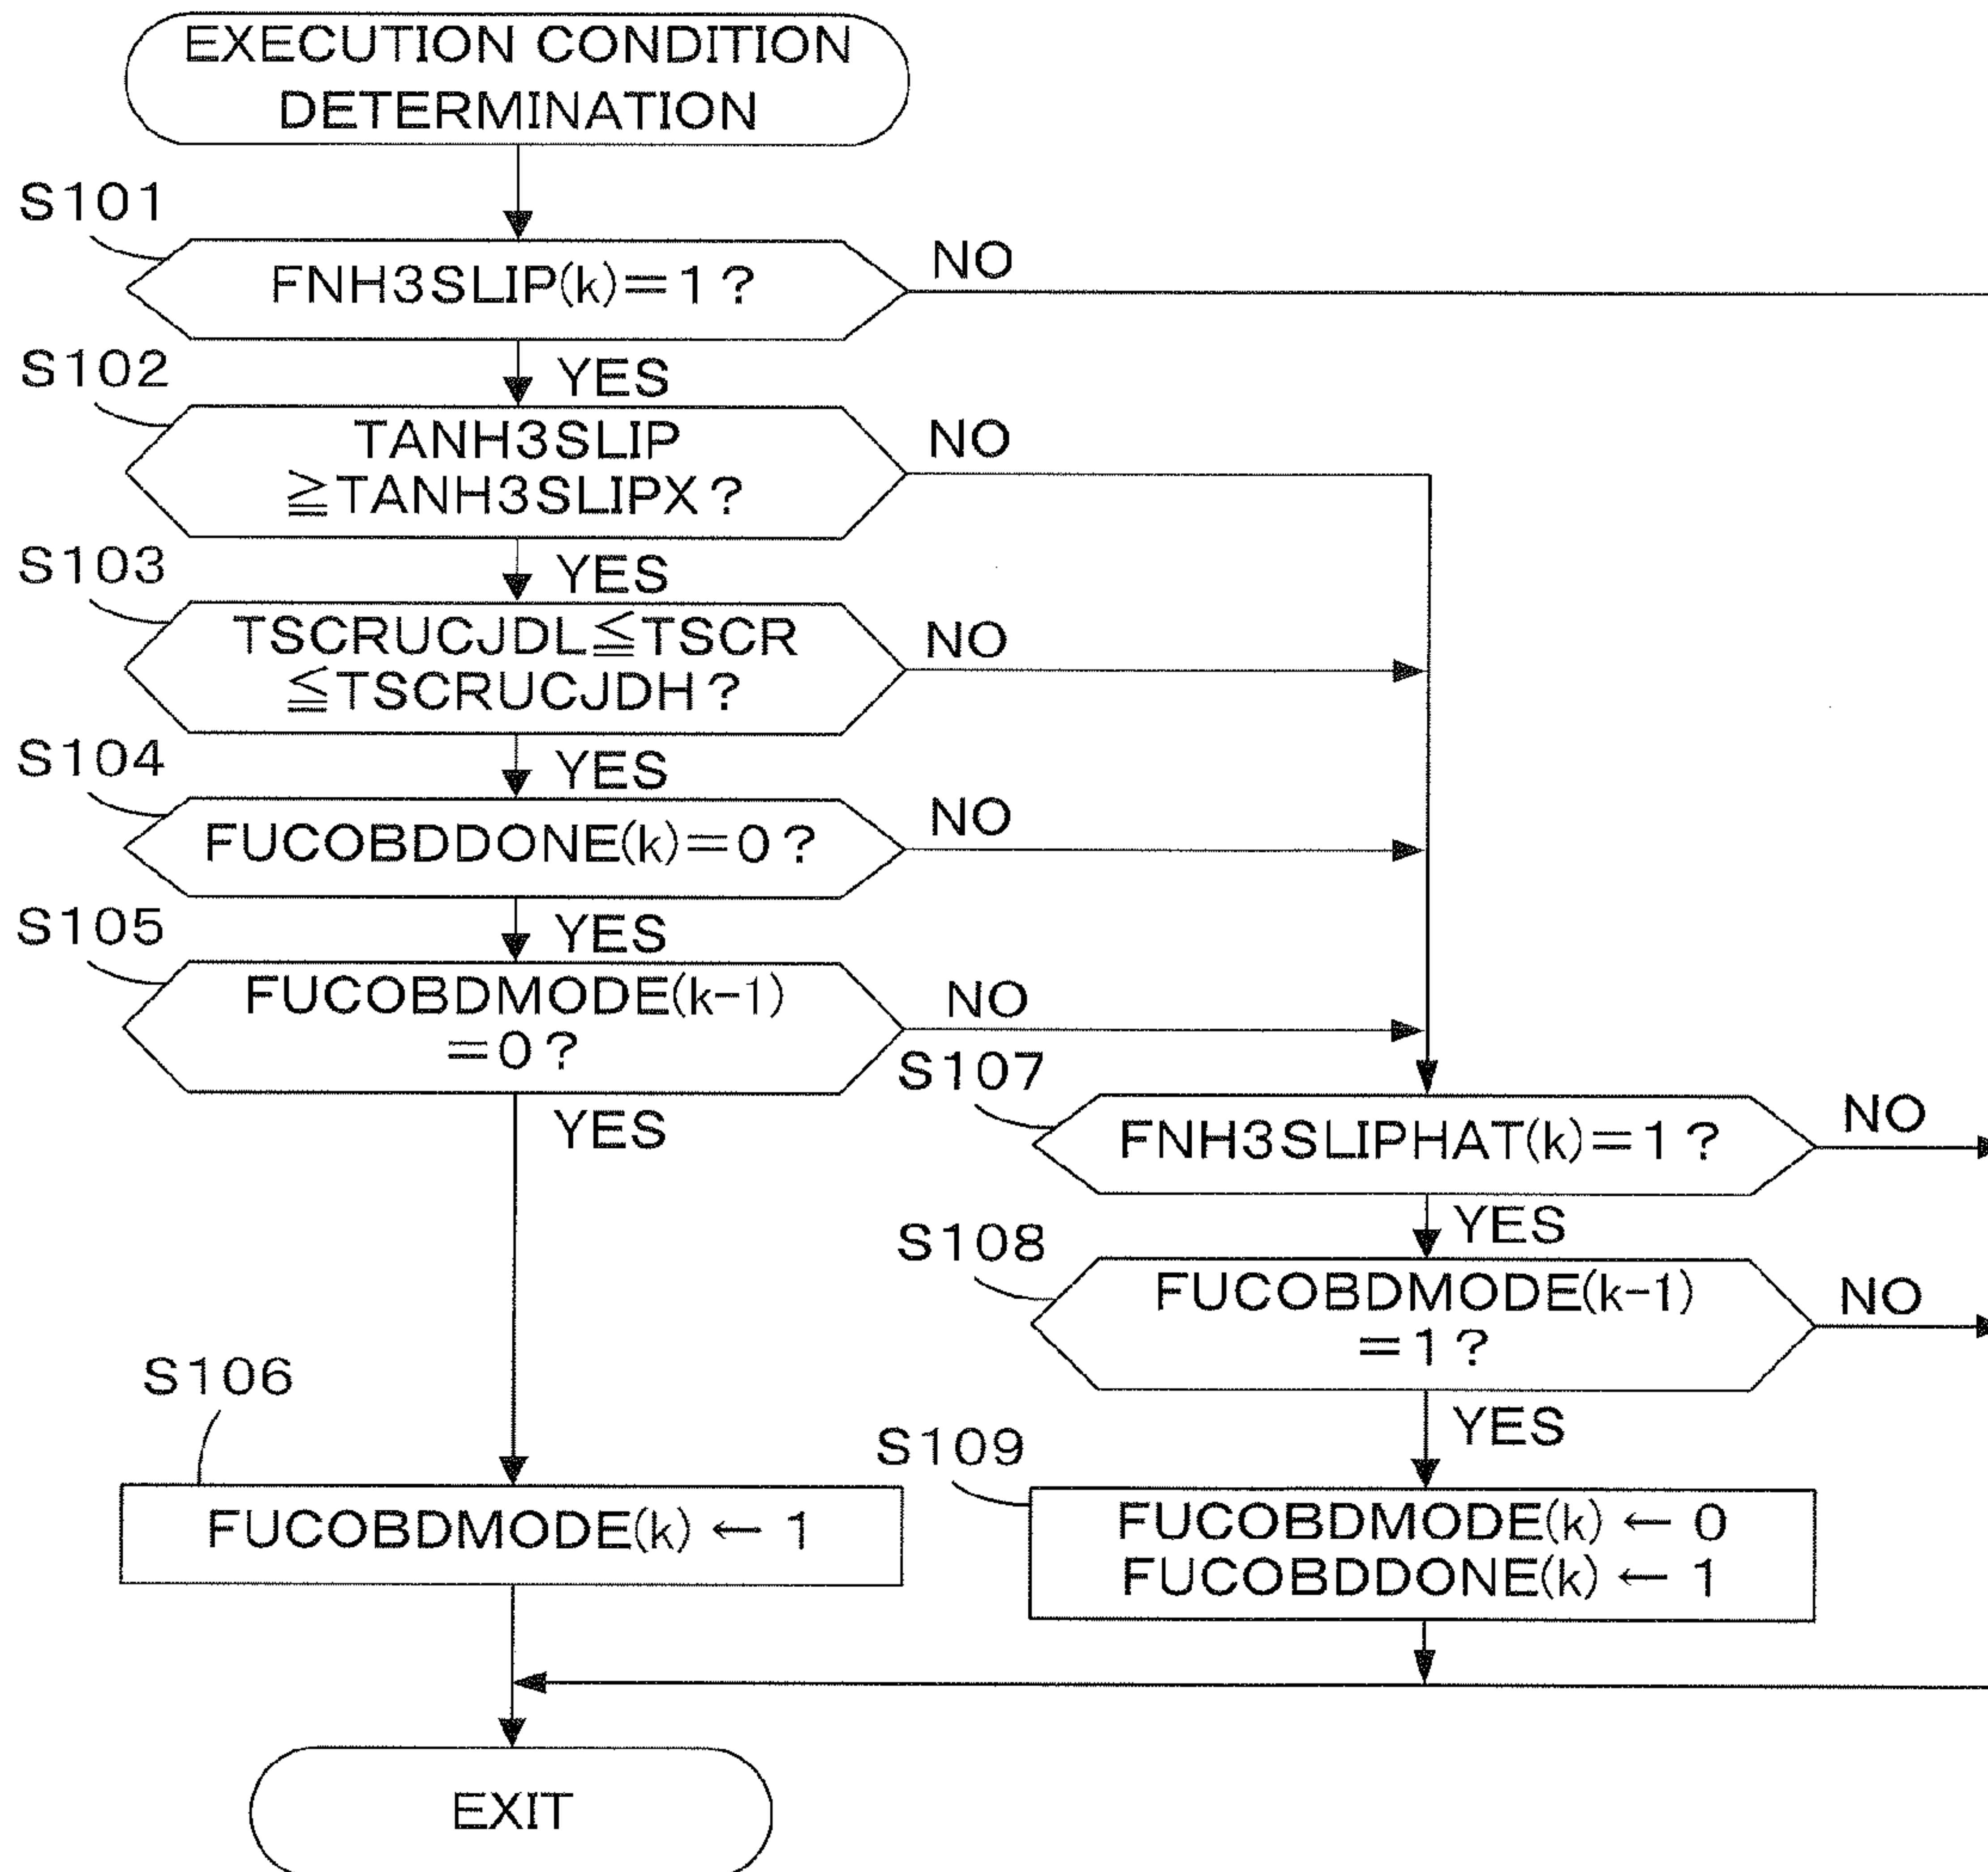 EXECUTION CONDITION
DETERMINATION
S101
FNH3SLIP(k)=1?
NO
YES
S102
TANH3SLIP
≧TANH3SLIPX?
NO
YES
S103
TSCRUCJDL≦TSCR
≦TSCRUCJDH?
NO
YES
S104
FUCOBDDONE(k)=0?
NO
YES
S105
FUCOBDMODE(k-1)
=0?
NO
YES
S107
FNH3SLIPHAT(k)=1?
NO
YES
S108
FUCOBDMODE(k-1)
=1?
NO
YES
S106
FUCOBDMODE(k) ← 1
S109
FUCOBDMODE(k) ← 0
FUCOBDDONE(k) ← 1
EXIT